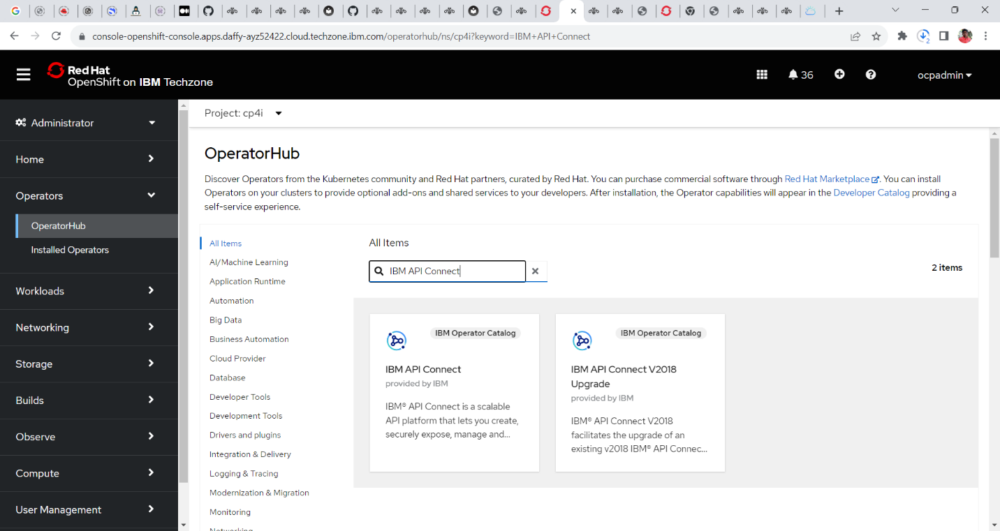 console-openshift-console.apps.daffy-ayz52422.cloud.techzone.ibm.com/operatorhub/ns/cp4i?keyword=IBM+API+Connect
2
Red Hat
OpenShift on IBM Techzone
36
ocpadmin
Administrator
Home
Operators
OperatorHub
Installed Operators
Workloads
Networking
Storage
Builds
Observe
Compute
User Management
Project: cp4i
OperatorHub
Discover Operators from the Kubernetes community and Red Hat partners, curated by Red Hat. You can purchase commercial software through Red Hat Marketplace. You can install
Operators on your clusters to provide optional add-ons and shared services to your developers. After installation, the Operator capabilities will appear in the Developer Catalog providing a
self-service experience.
All Items
AI/Machine Learning
Application Runtime
Automation
Big Data
Business Automation
Cloud Provider
Database
Developer Tools
Development Tools
Drivers and plugins
Integration & Delivery
Logging & Tracing
Modernization & Migration
Monitoring
Networking
All Items
IBM API Connect
2 items
IBM Operator Catalog
IBM API Connect
provided by IBM
IBM® API Connect is a scalable
API platform that lets you create,
securely expose, manage and...
IBM Operator Catalog
IBM API Connect V2018
Upgrade
provided by IBM
IBM® API Connect V2018
facilitates the upgrade of an
existing v2018 IBM® API Connec...